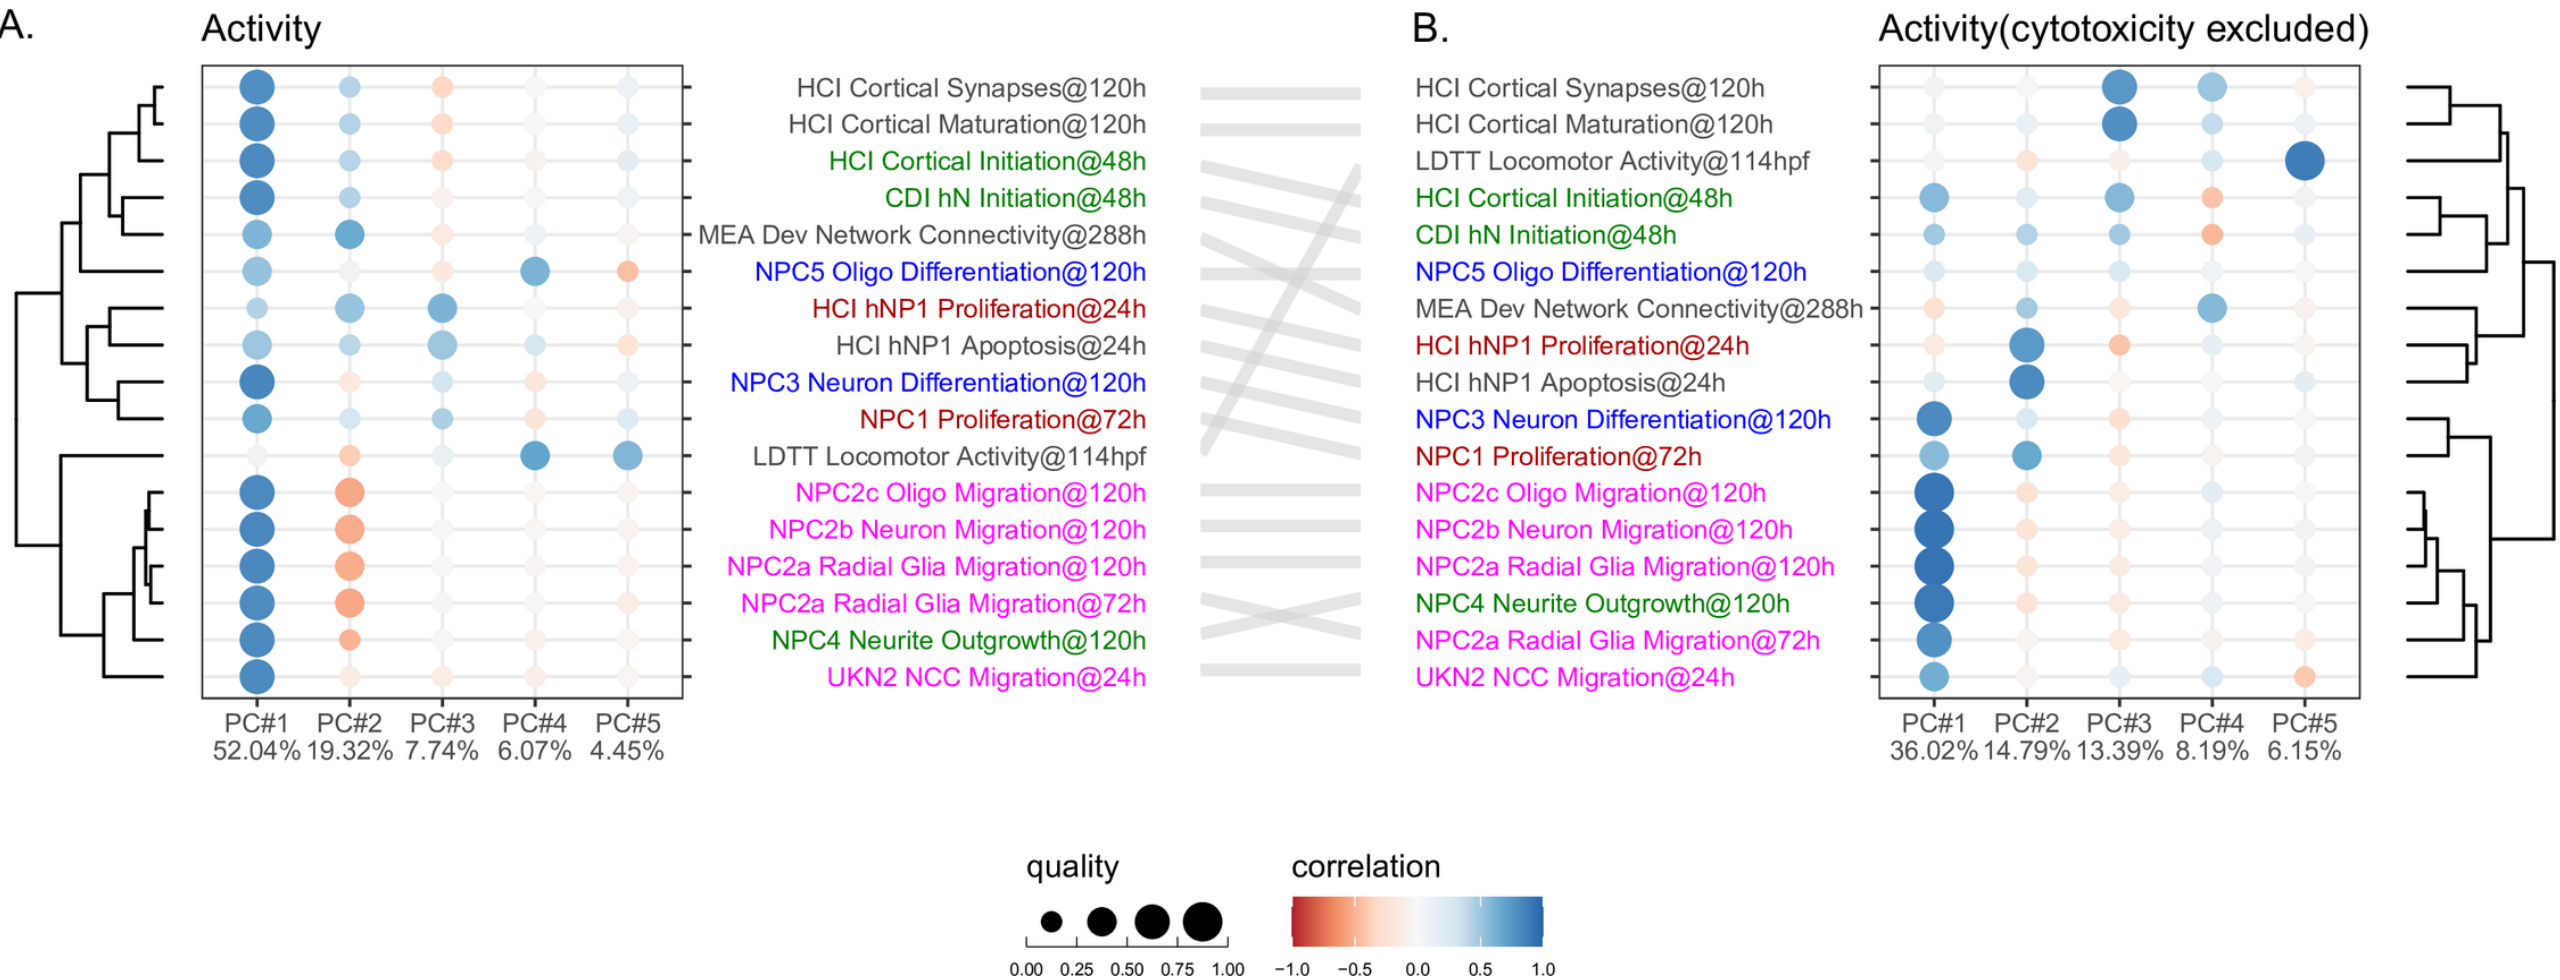 A.
Activity
HCI Cortical Synapses@120h
HCI Cortical Maturation@120h
HCI Cortical Initiation@48h
CDI hN Initiation@48h
MEA Dev Network Connectivity@288h
NPC5 Oligo Differentiation@120h
HCI hNP1 Proliferation@24h
HCI hNP1 Apoptosis@24h
NPC3 Neuron Differentiation@120h
NPC1 Proliferation@72h
LDTT Locomotor Activity@114hpf
NPC2c Oligo Migration@120h
NPC2b Neuron Migration@120h
NPC2a Radial Glia Migration@120h
NPC2a Radial Glia Migration@72h
NPC4 Neurite Outgrowth@120h
UKN2 NCC Migration@24h
PC#1 PC#2 PC#3 PC#4 PC#5
52.04% 19.32% 7.74% 6.07% 4.45%
B.
Activity(cytotoxicity excluded)
HCI Cortical Synapses@120h
HCI Cortical Maturation@120h
LDTT Locomotor Activity@114hpf
HCI Cortical Initiation@48h
CDI hN Initiation@48h
NPC5 Oligo Differentiation@120h
MEA Dev Network Connectivity@288h
HCI hNP1 Proliferation@24h
HCI hNP1 Apoptosis@24h
NPC3 Neuron Differentiation@120h
NPC1 Proliferation@72h
NPC2c Oligo Migration@120h
NPC2b Neuron Migration@120h
NPC2a Radial Glia Migration@120h
NPC4 Neurite Outgrowth@120h
NPC2a Radial Glia Migration@72h
UKN2 NCC Migration@24h
PC#1 PC#2 PC#3 PC#4 PC#5
36.02% 14.79% 13.39% 8.19% 6.15%
quality
0.00 0.25 0.50 0.75 1.00
correlation
−1.0 −0.5 0.0 0.5 1.0